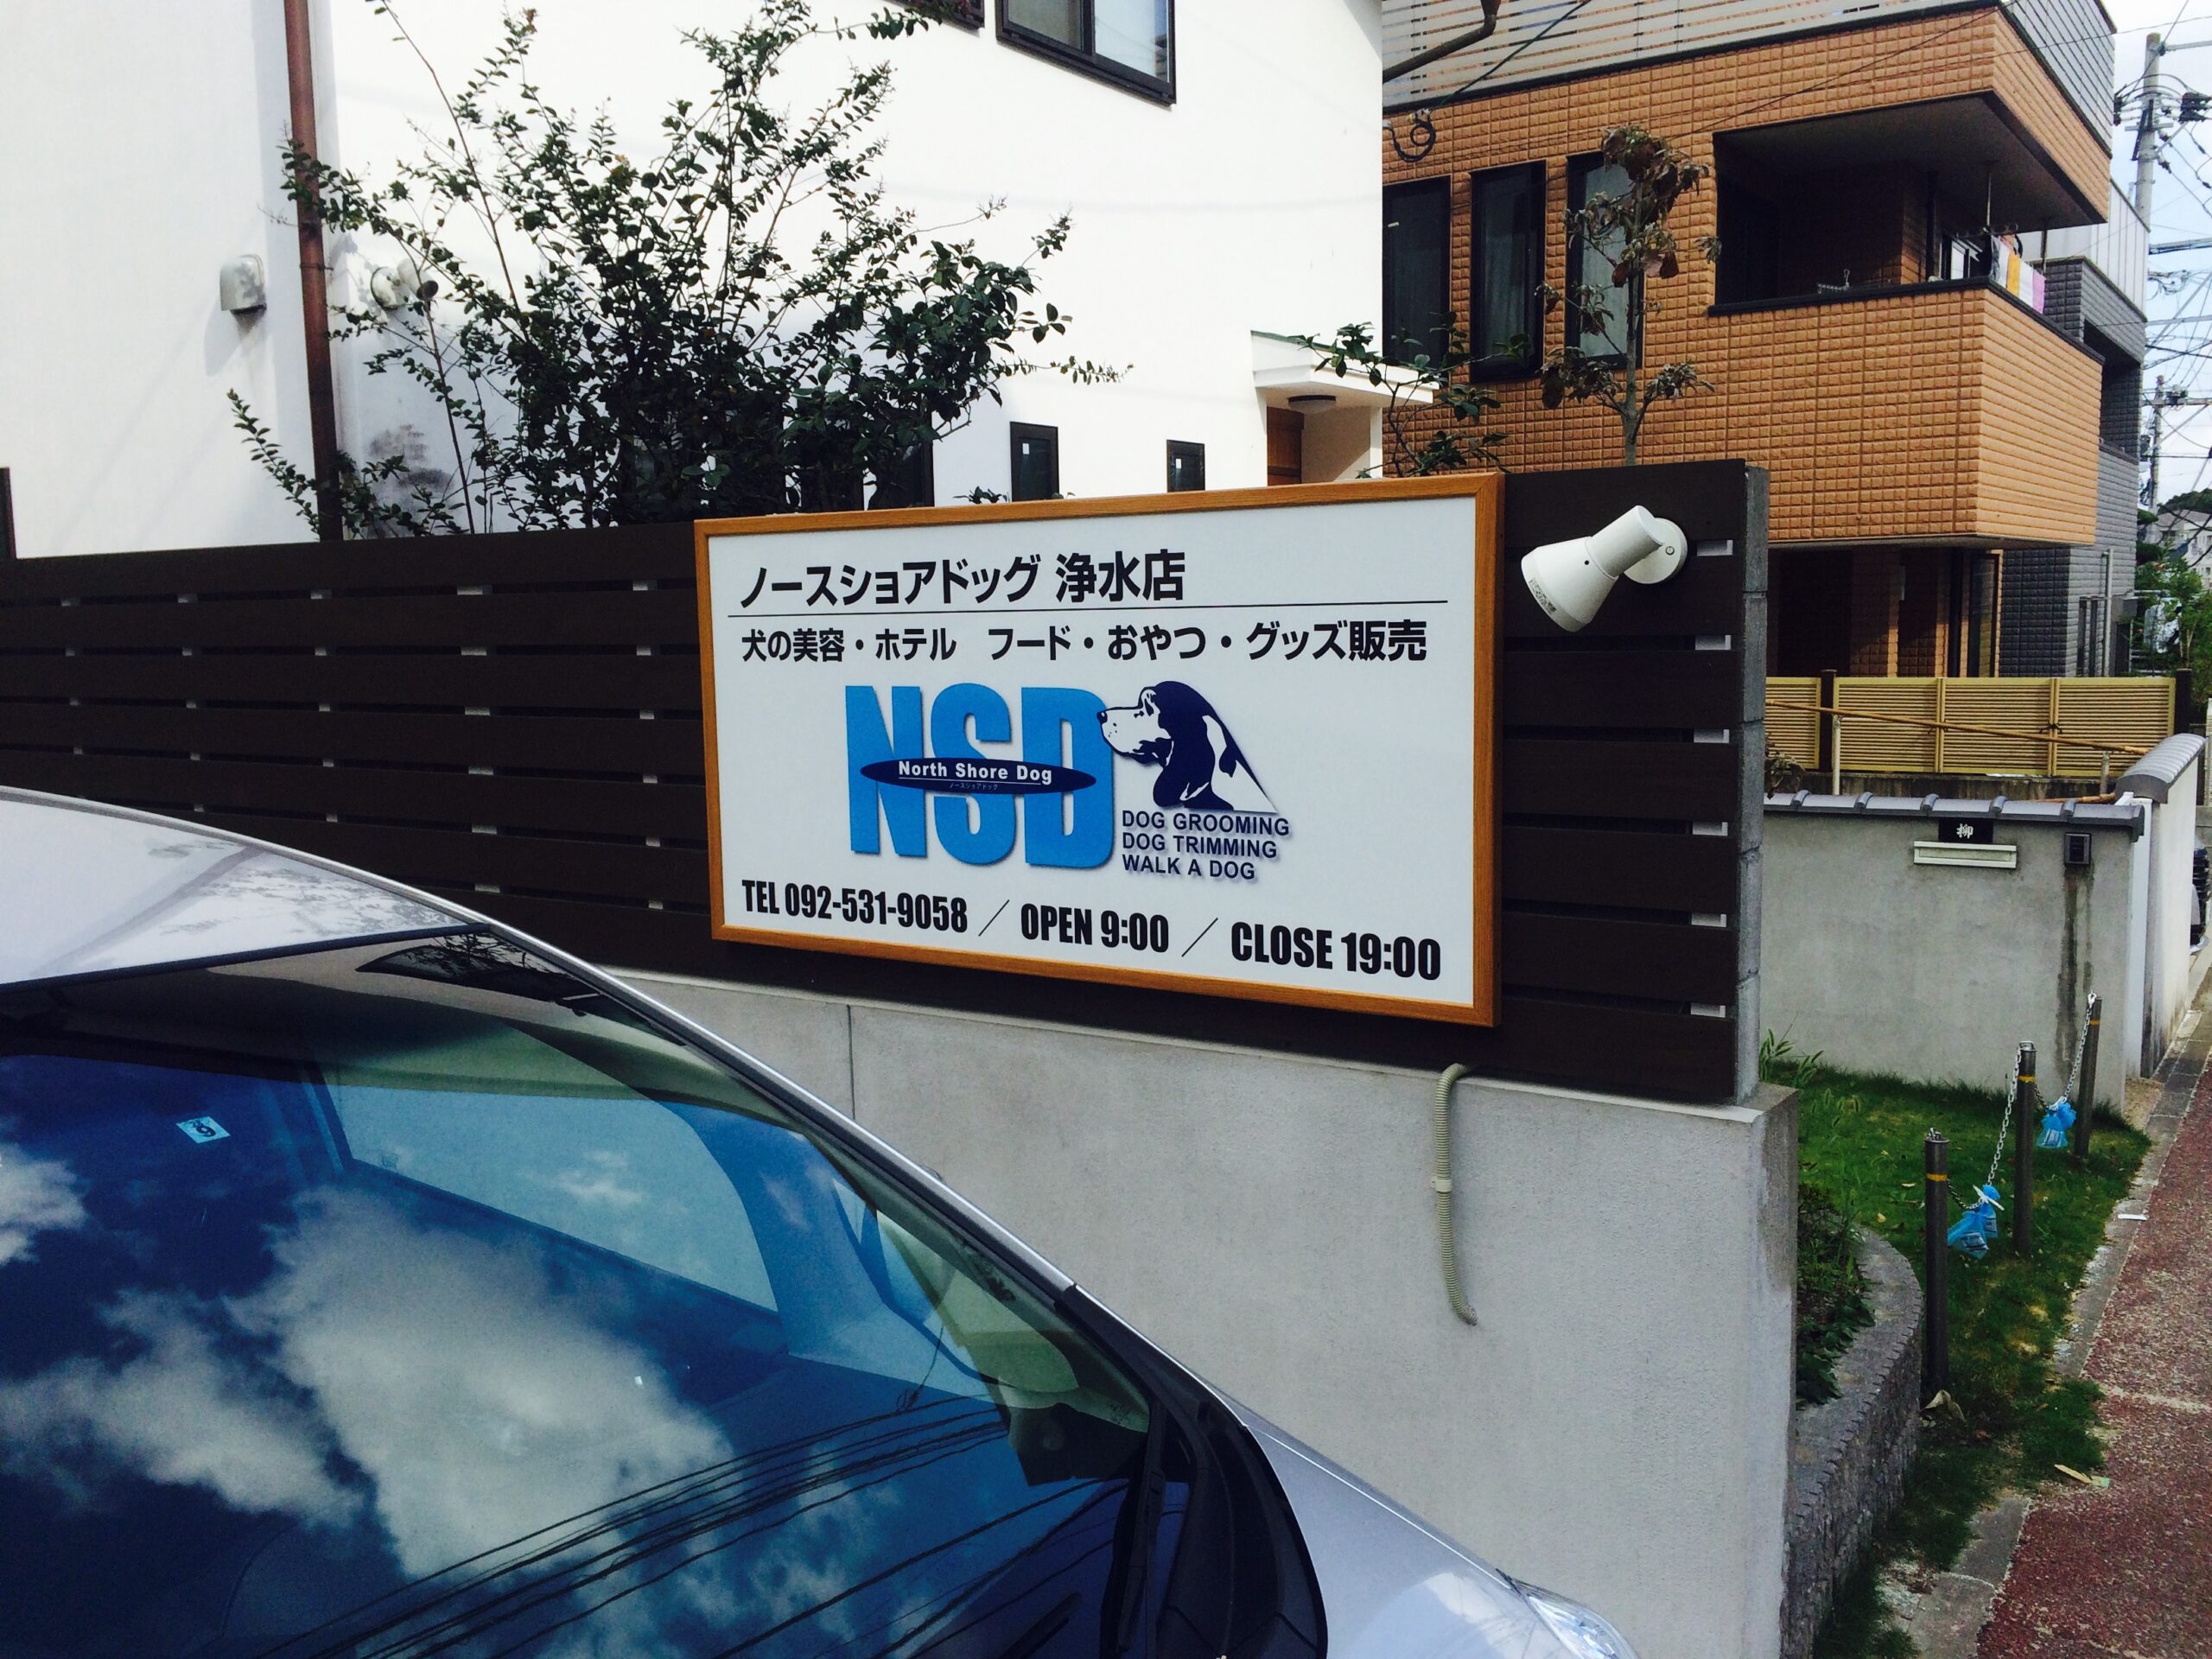 ノースショアドッグ 浄水店
犬の美容・ホテル　フード・おやつ・グッズ販売
NSD
North Shore Dog
ノースショアドッグ
DOG GROOMING
DOG TRIMMING
WALK A DOG
TEL 092-531-9058 ／ OPEN 9:00 ／ CLOSE 19:00
柳